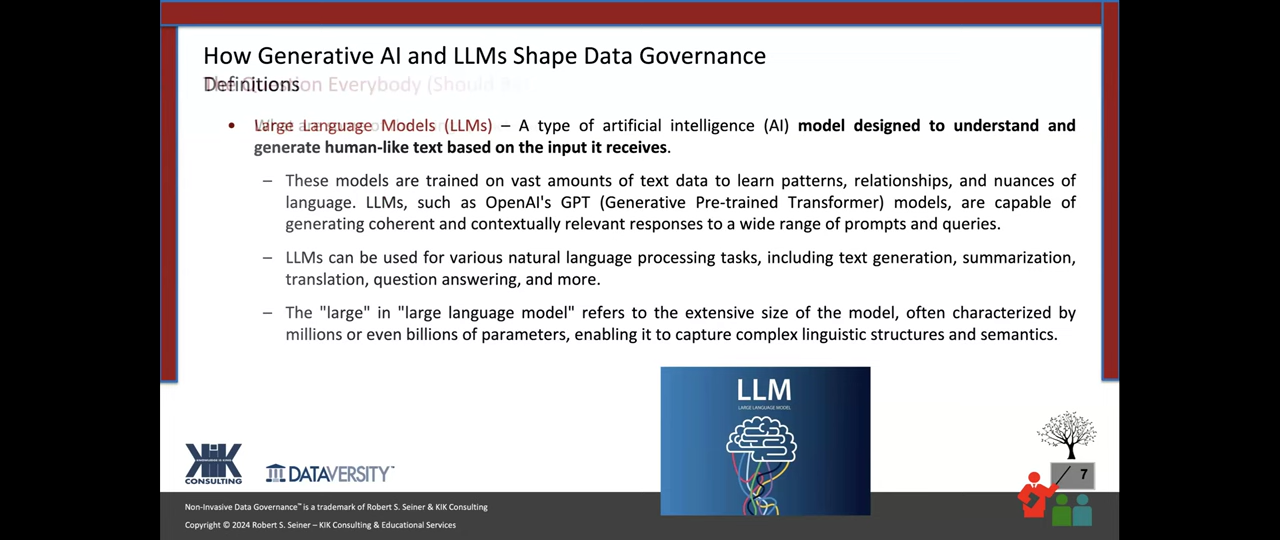 How Generative AI and LLMs Shape Data Governance
Definitions
The Question Everybody (Should
• Large Language Models (LLMs) – A type of artificial intelligence (AI) model designed to understand and
generate human-like text based on the input it receives.
– These models are trained on vast amounts of text data to learn patterns, relationships, and nuances of
language. LLMs, such as OpenAI's GPT (Generative Pre-trained Transformer) models, are capable of
generating coherent and contextually relevant responses to a wide range of prompts and queries.
– LLMs can be used for various natural language processing tasks, including text generation, summarization,
translation, question answering, and more.
– The "large" in "large language model" refers to the extensive size of the model, often characterized by
millions or even billions of parameters, enabling it to capture complex linguistic structures and semantics.
LLM
LARGE LANGUAGE MODEL
KIK
CONSULTING
DATAVERSITY™
7
Non-Invasive Data Governance™ is a trademark of Robert S. Seiner & KIK Consulting
Copyright © 2024 Robert S. Seiner – KIK Consulting & Educational Services